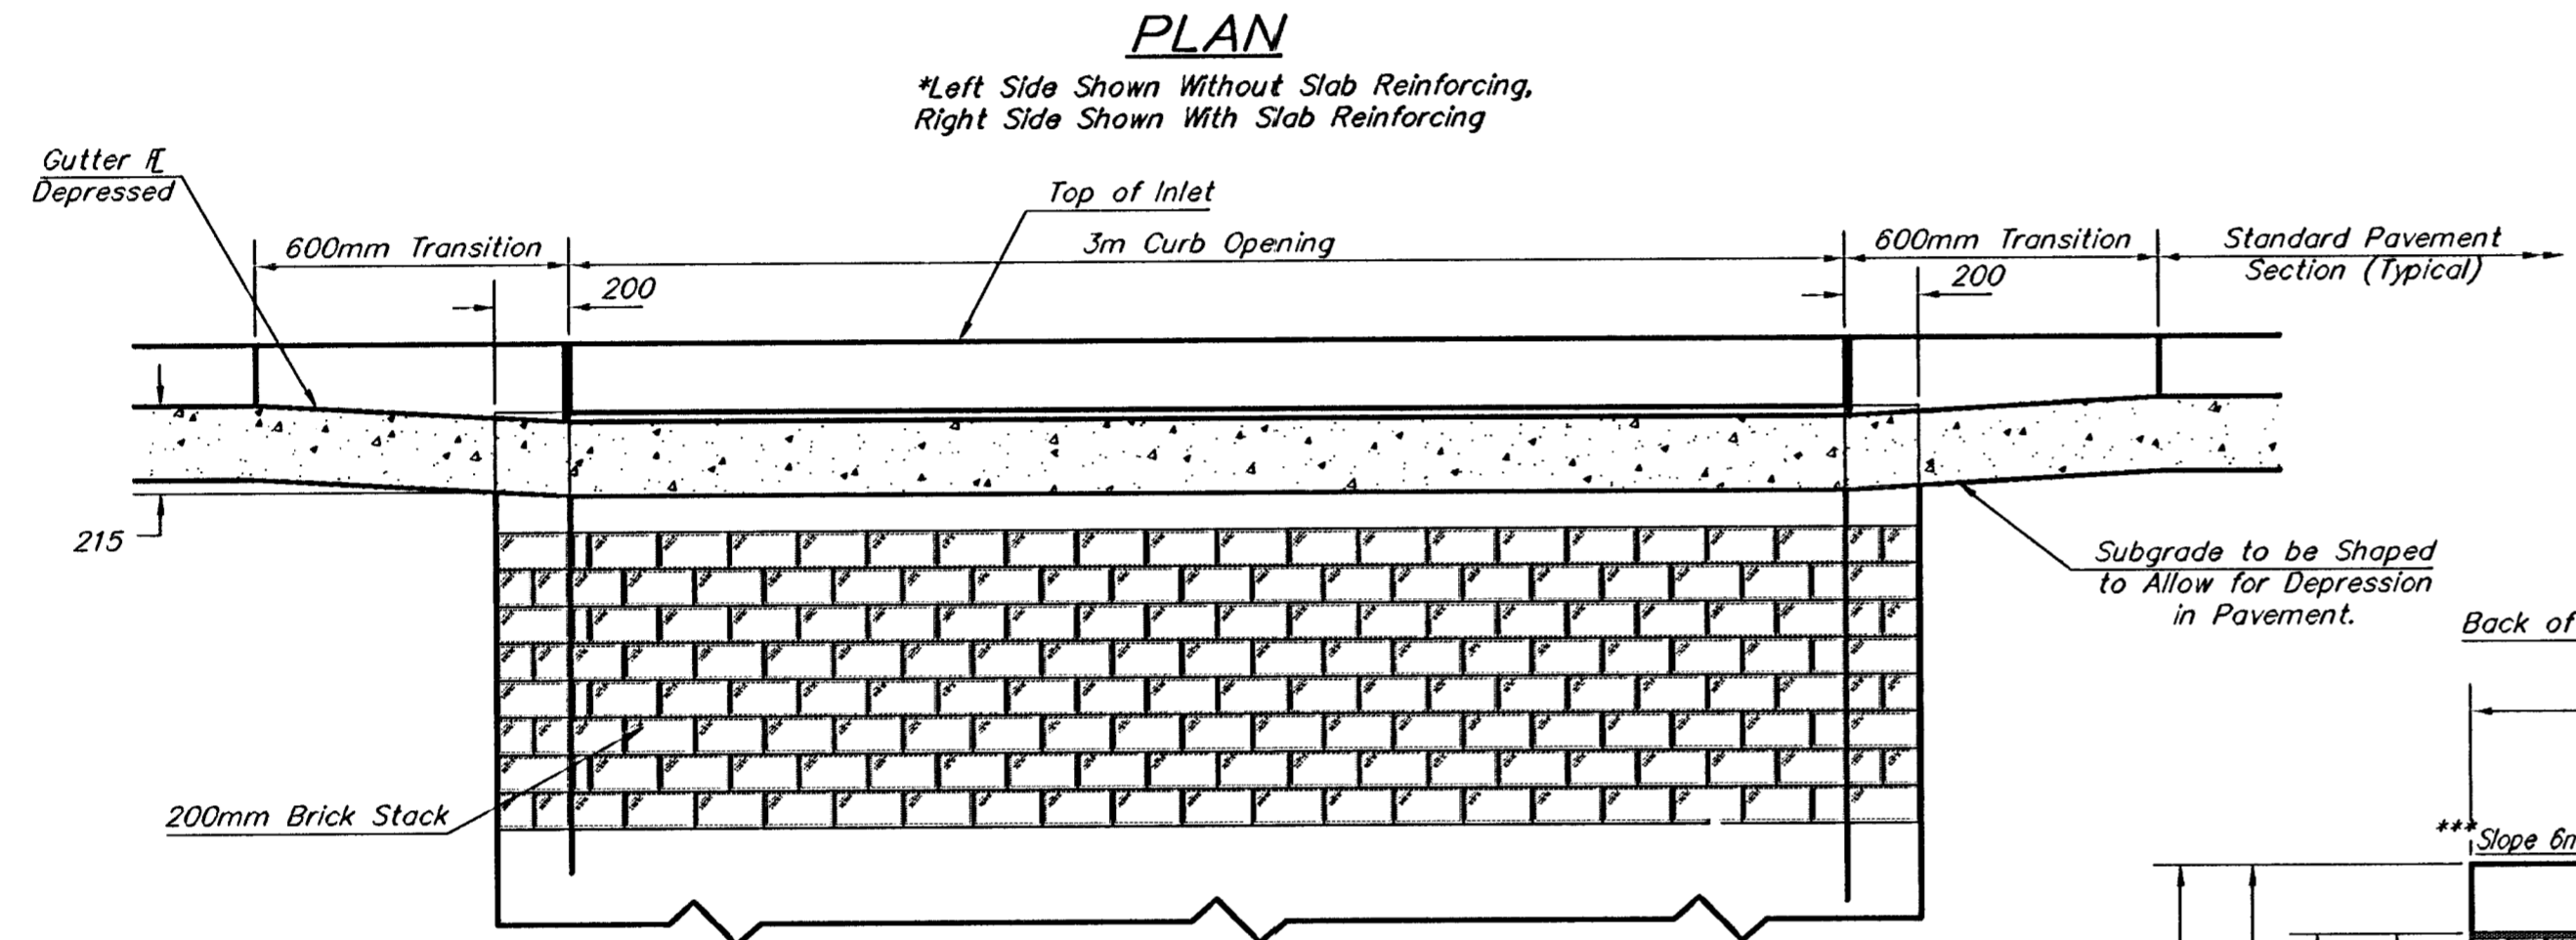 PLAN
*Left Side Shown Without Slab Reinforcing,
Right Side Shown With Slab Reinforcing
Gutter ⅊
Depressed
Top of Inlet
600mm Transition
3m Curb Opening
600mm Transition
Standard Pavement
Section (Typical)
200
200
215
Subgrade to be Shaped
to Allow for Depression
in Pavement.
Back of
200mm Brick Stack
***
Slope 6m